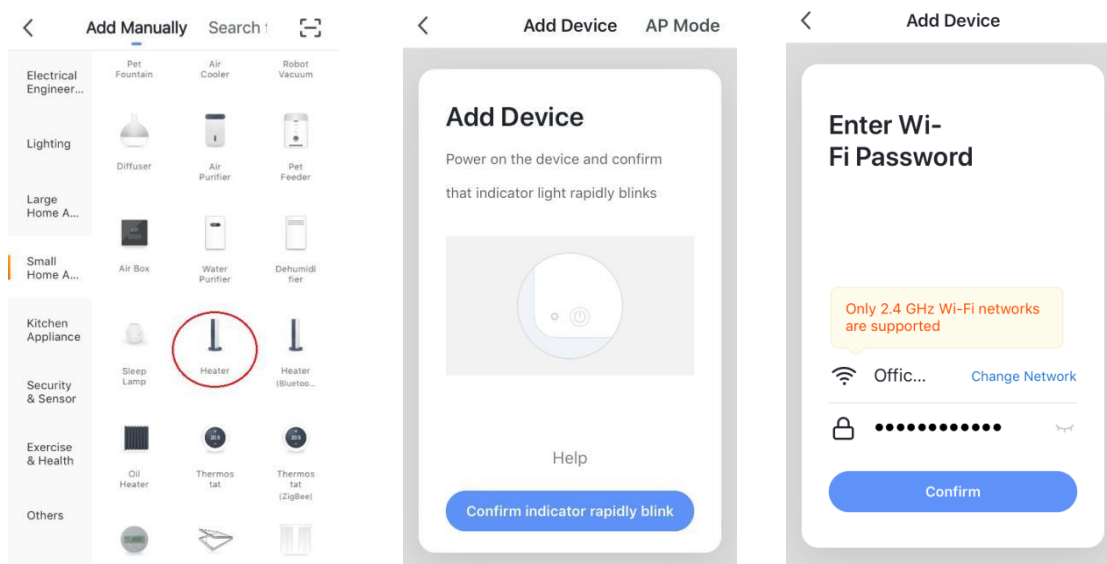 Add Manually
Search
Electrical
Engineer...
Lighting
Large
Home A...
Small
Home A...
Kitchen
Appliance
Security
& Sensor
Exercise
& Health
Others
Pet
Fountain
Air
Cooler
Robot
Vacuum
Diffuser
Air
Purifier
Pet
Feeder
Air Box
Water
Purifier
Dehumidi
fier
Sleep
Lamp
Heater
Heater
(Bluetoo...
Oil
Heater
Thermos
tat
Thermos
tat
(ZigBee)
Add Device
AP Mode
Add Device
Power on the device and confirm
that indicator light rapidly blinks
Help
Confirm indicator rapidly blink
Add Device
Enter Wi-
Fi Password
Only 2.4 GHz Wi-Fi networks
are supported
Offic...
Change Network
Confirm